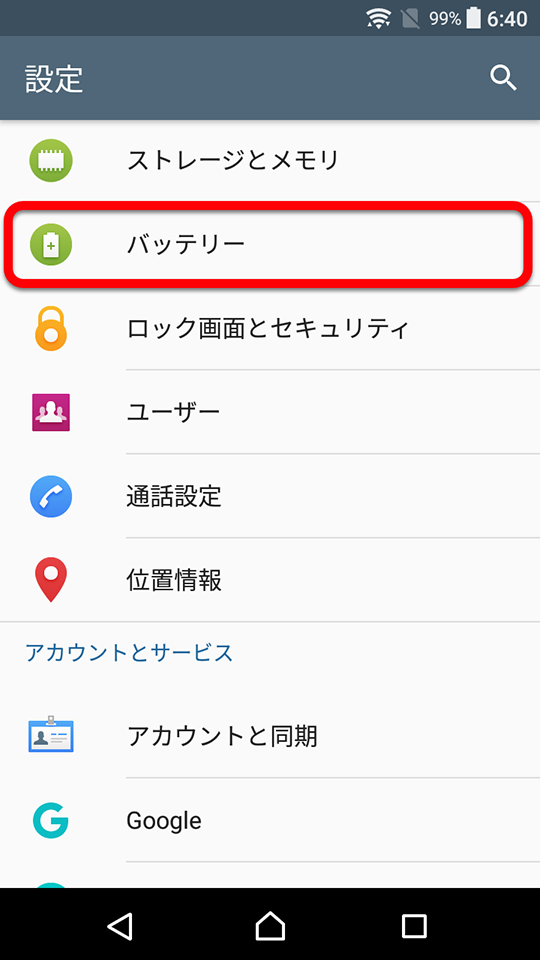 99% 6:40
設定
ストレージとメモリ
バッテリー
ロック画面とセキュリティ
ユーザー
通話設定
位置情報
アカウントとサービス
アカウントと同期
Google